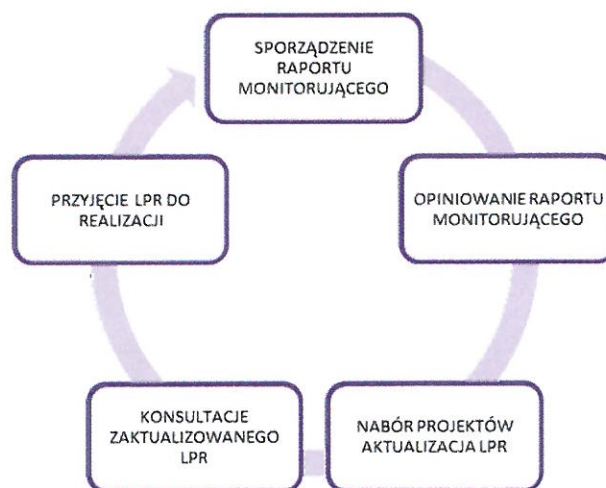 SPORZĄDZENIE
RAPORTU
MONITORUJĄCEGO
OPINIOWANIE RAPORTU
MONITORUJĄCEGO
NABÓR PROJEKTÓW
AKTUALIZACJA LPR
KONSULTACJE
ZAKTUALIZOWANEGO
LPR
PRZYJĘCIE LPR DO
REALIZACJI